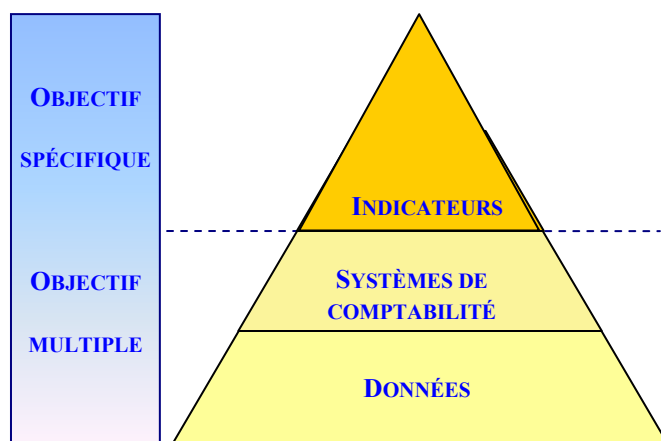 OBJECTIF
SPÉCIFIQUE
OBJECTIF
MULTIPLE
INDICATEURS
SYSTÈMES DE
COMPTABILITÉ
DONNÉES